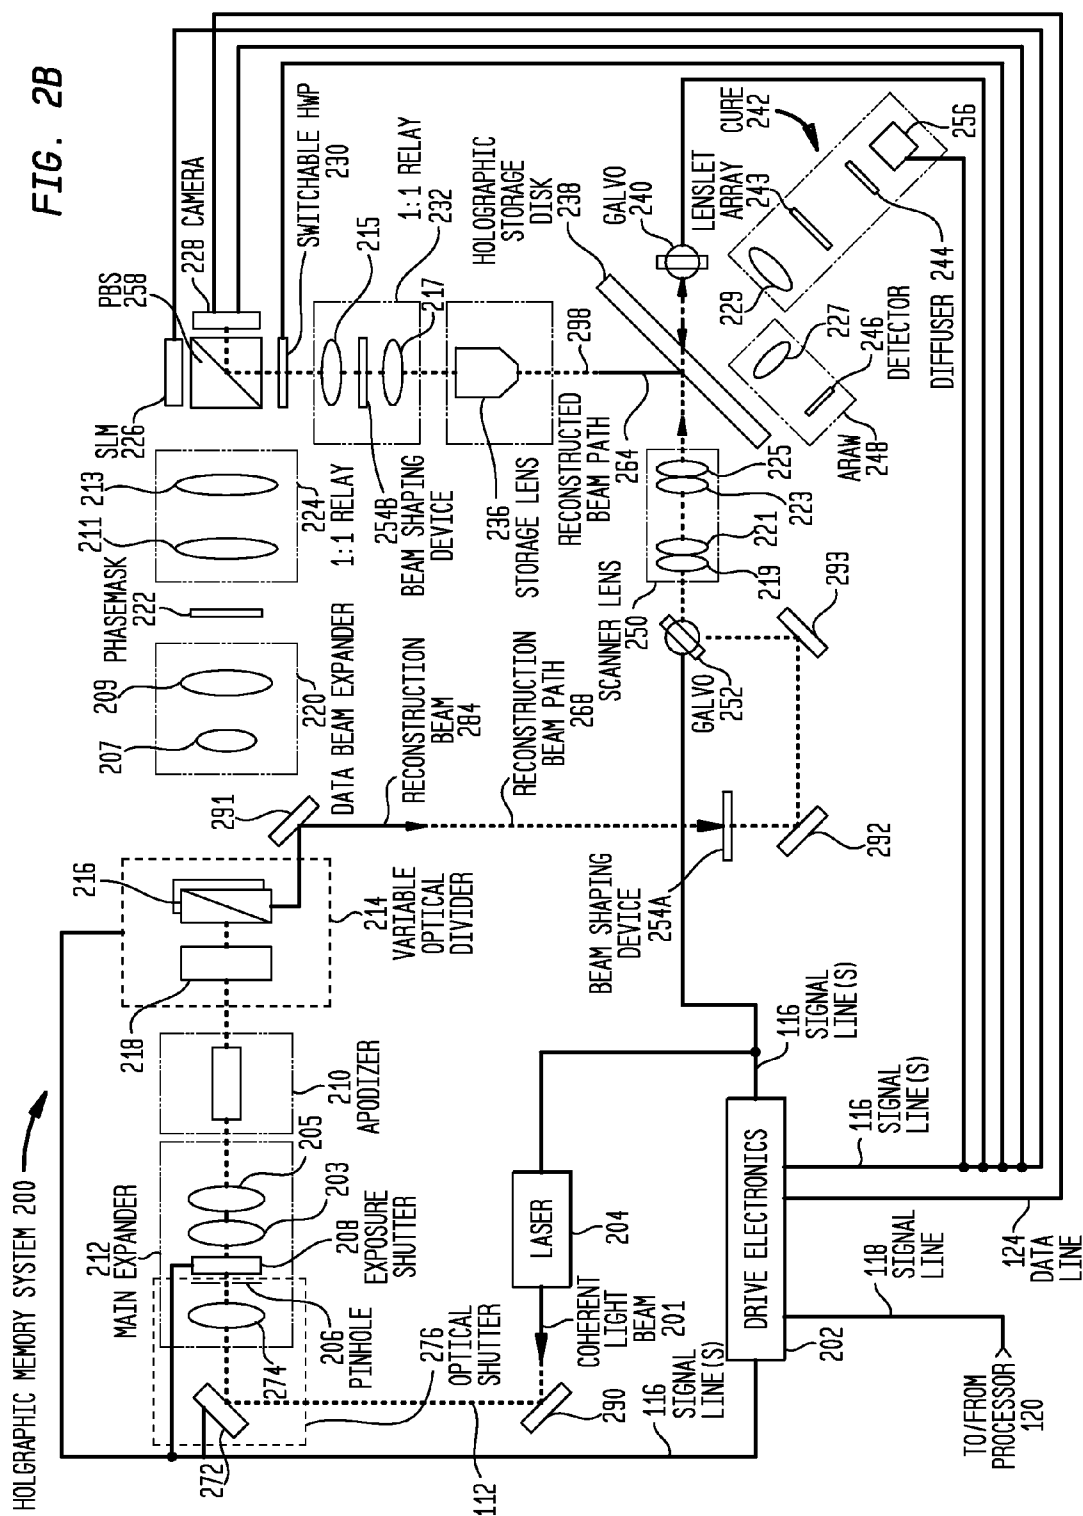 FIG. 2B
HOLGRAPHIC MEMORY SYSTEM 200
212
MAIN EXPANDER
274
206
PINHOLE
208
EXPOSURE
SHUTTER
203
205
210
APODIZER
218
216
214
VARIABLE
OPTICAL
DIVIDER
291
207
209
220
DATA BEAM EXPANDER
PHASEMASK
222
211
213
224
1:1 RELAY
SLM
226
PBS
258
228 CAMERA
SWITCHABLE HWP
230
215
1:1 RELAY
232
217
254B
BEAM SHAPING
DEVICE
236
STORAGE LENS
HOLOGRAPHIC
STORAGE
DISK
238
298
RECONSTRUCTED
BEAM PATH
264
RECONSTRUCTION
BEAM
284
RECONSTRUCTION
BEAM PATH
268
272
276
OPTICAL
SHUTTER
112
290
COHERENT
LIGHT
BEAM
201
LASER
204
116
SIGNAL
LINE(S)
BEAM SHAPING
DEVICE
254A
292
293
GALVO
252
SCANNER LENS
250
219
221
223
225
GALVO
240
LENSLET
ARRAY
243
CURE
242
256
229
227
246
DETECTOR
DIFFUSER 244
ARAW
248
DRIVE ELECTRONICS
202
116
SIGNAL
LINE(S)
116
SIGNAL
LINE(S)
124
DATA
LINE
118
SIGNAL
LINE
TO/FROM
PROCESSOR
120